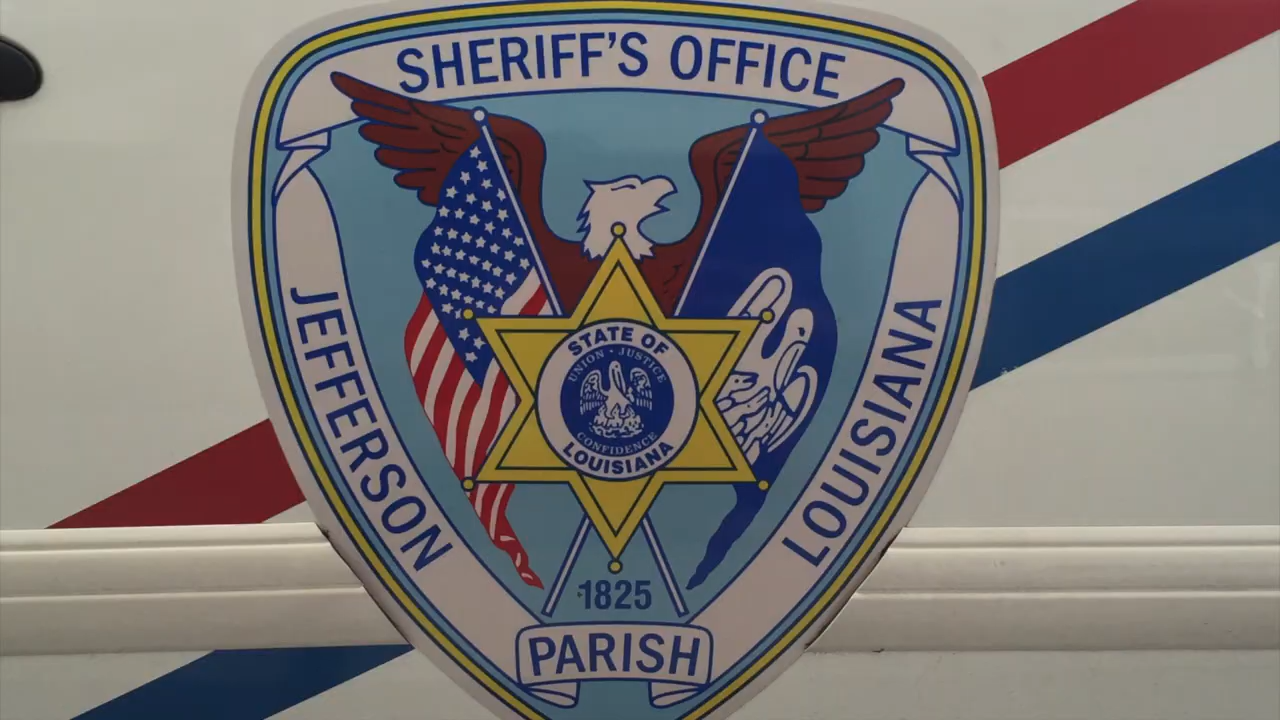 SHERIFF'S OFFICE
JEFFERSON
LOUISIANA
STATE OF
UNION · JUSTICE
CONFIDENCE
LOUISIANA
1825
PARISH